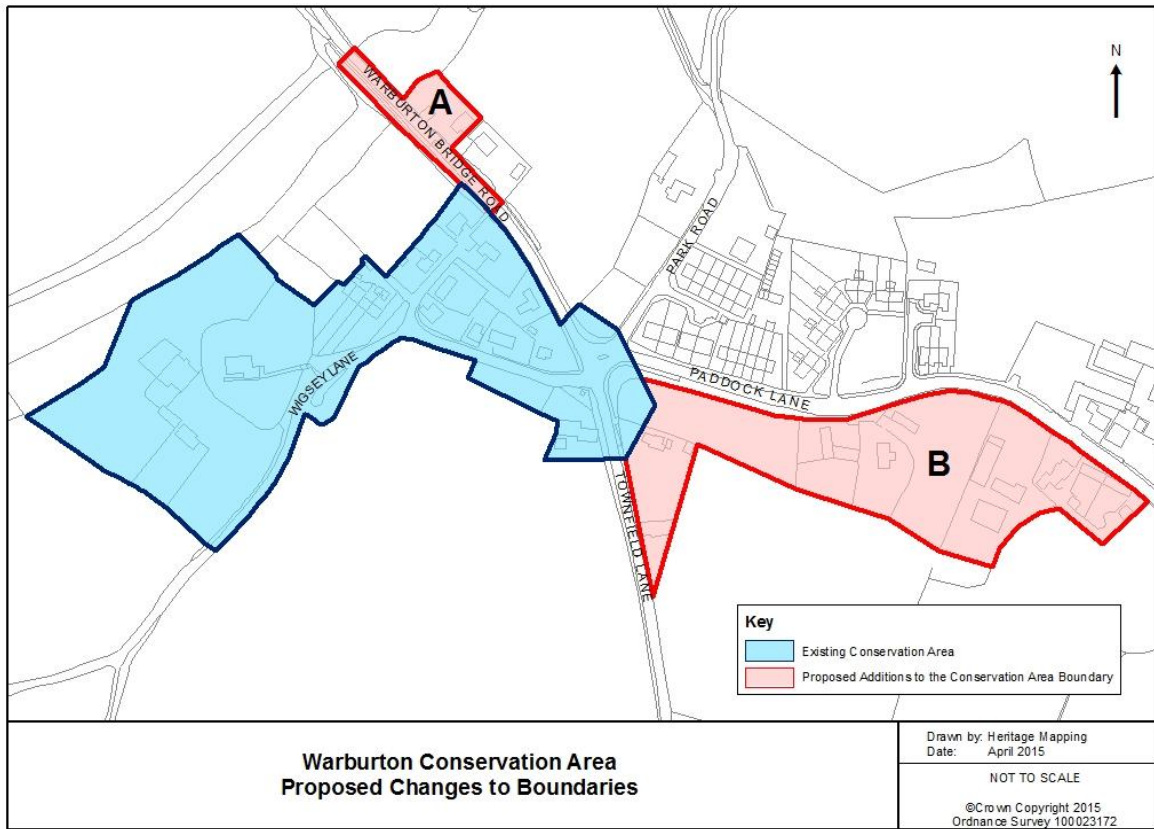 N
WARBURTON BRIDGE ROAD
A
PARK ROAD
WIGSEY LANE
PADDOCK LANE
B
TOWNFIELD LANE
Key
Existing Conservation Area
Proposed Additions to the Conservation Area Boundary
Warburton Conservation Area
Proposed Changes to Boundaries
Drawn by: Heritage Mapping
Date: April 2015
NOT TO SCALE
©Crown Copyright 2015
Ordnance Survey 100023172